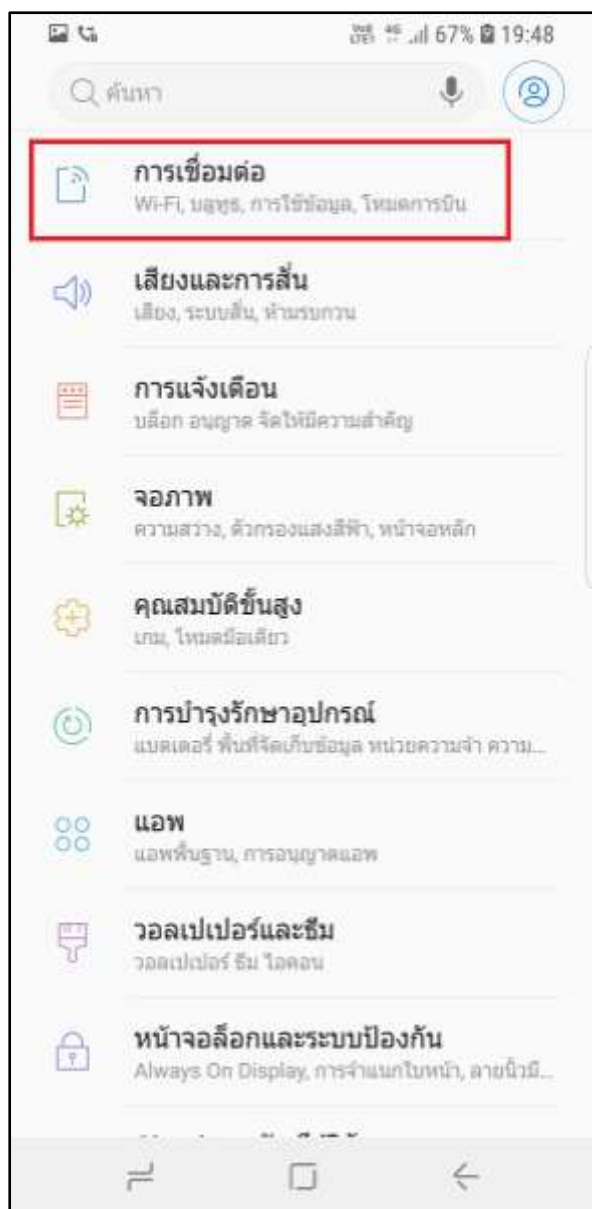 67% 19:48
ค้นหา
การเชื่อมต่อ
Wi-Fi, บลูทูธ, การใช้ข้อมูล, โหมดการบิน
เสียงและการสั่น
เสียง, ระบบสั่น, ห้ามรบกวน
การแจ้งเตือน
บล็อก อนุญาต จัดให้มีความสำคัญ
จอภาพ
ความสว่าง, ตัวกรองแสงสีฟ้า, หน้าจอหลัก
คุณสมบัติขั้นสูง
เกม, โหมดมือเดียว
การบำรุงรักษาอุปกรณ์
แบตเตอรี่ พื้นที่จัดเก็บข้อมูล หน่วยความจำ ความ...
แอพ
แอพพื้นฐาน, การอนุญาตแอพ
วอลเปเปอร์และธีม
วอลเปเปอร์ ธีม ไอคอน
หน้าจอล็อกและระบบป้องกัน
Always On Display, การจำแนกใบหน้า, ลายนิ้วมื...